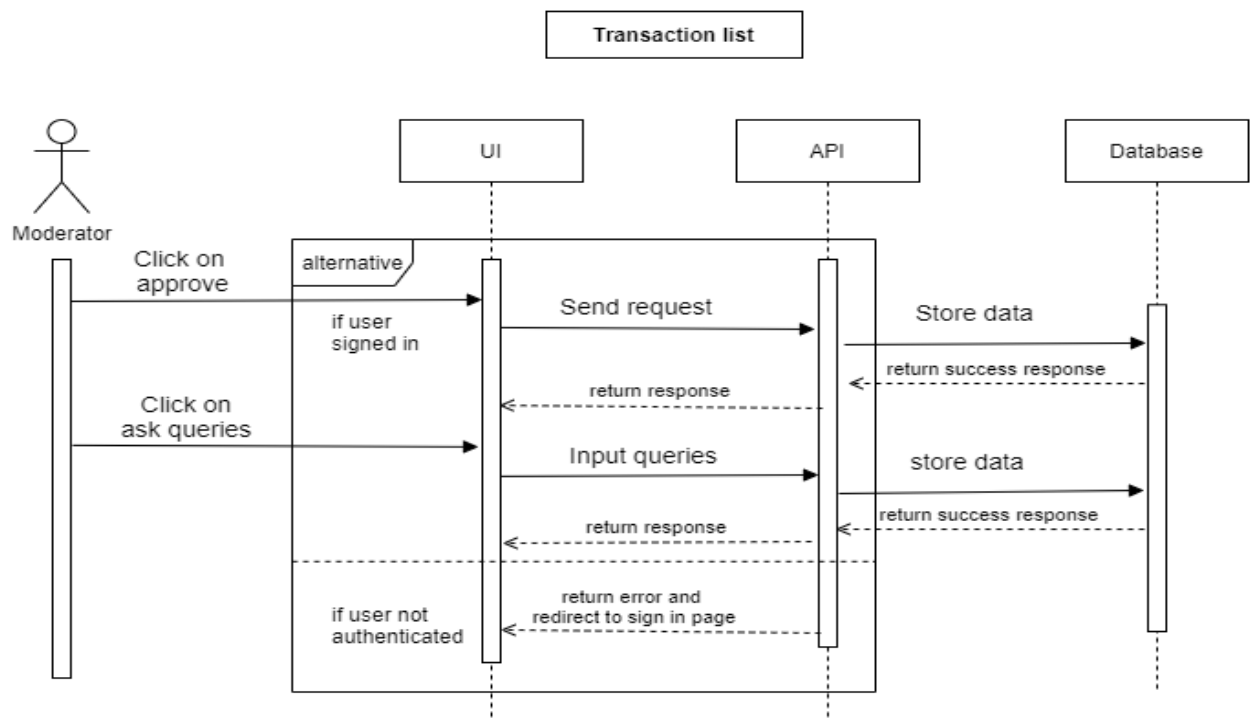 Transaction list
UI
API
Database
Moderator
Click on
approve
alternative
if user
signed in
Send request
Store data
return success response
return response
Click on
ask queries
Input queries
store data
return success response
return response
if user not
authenticated
return error and
redirect to sign in page